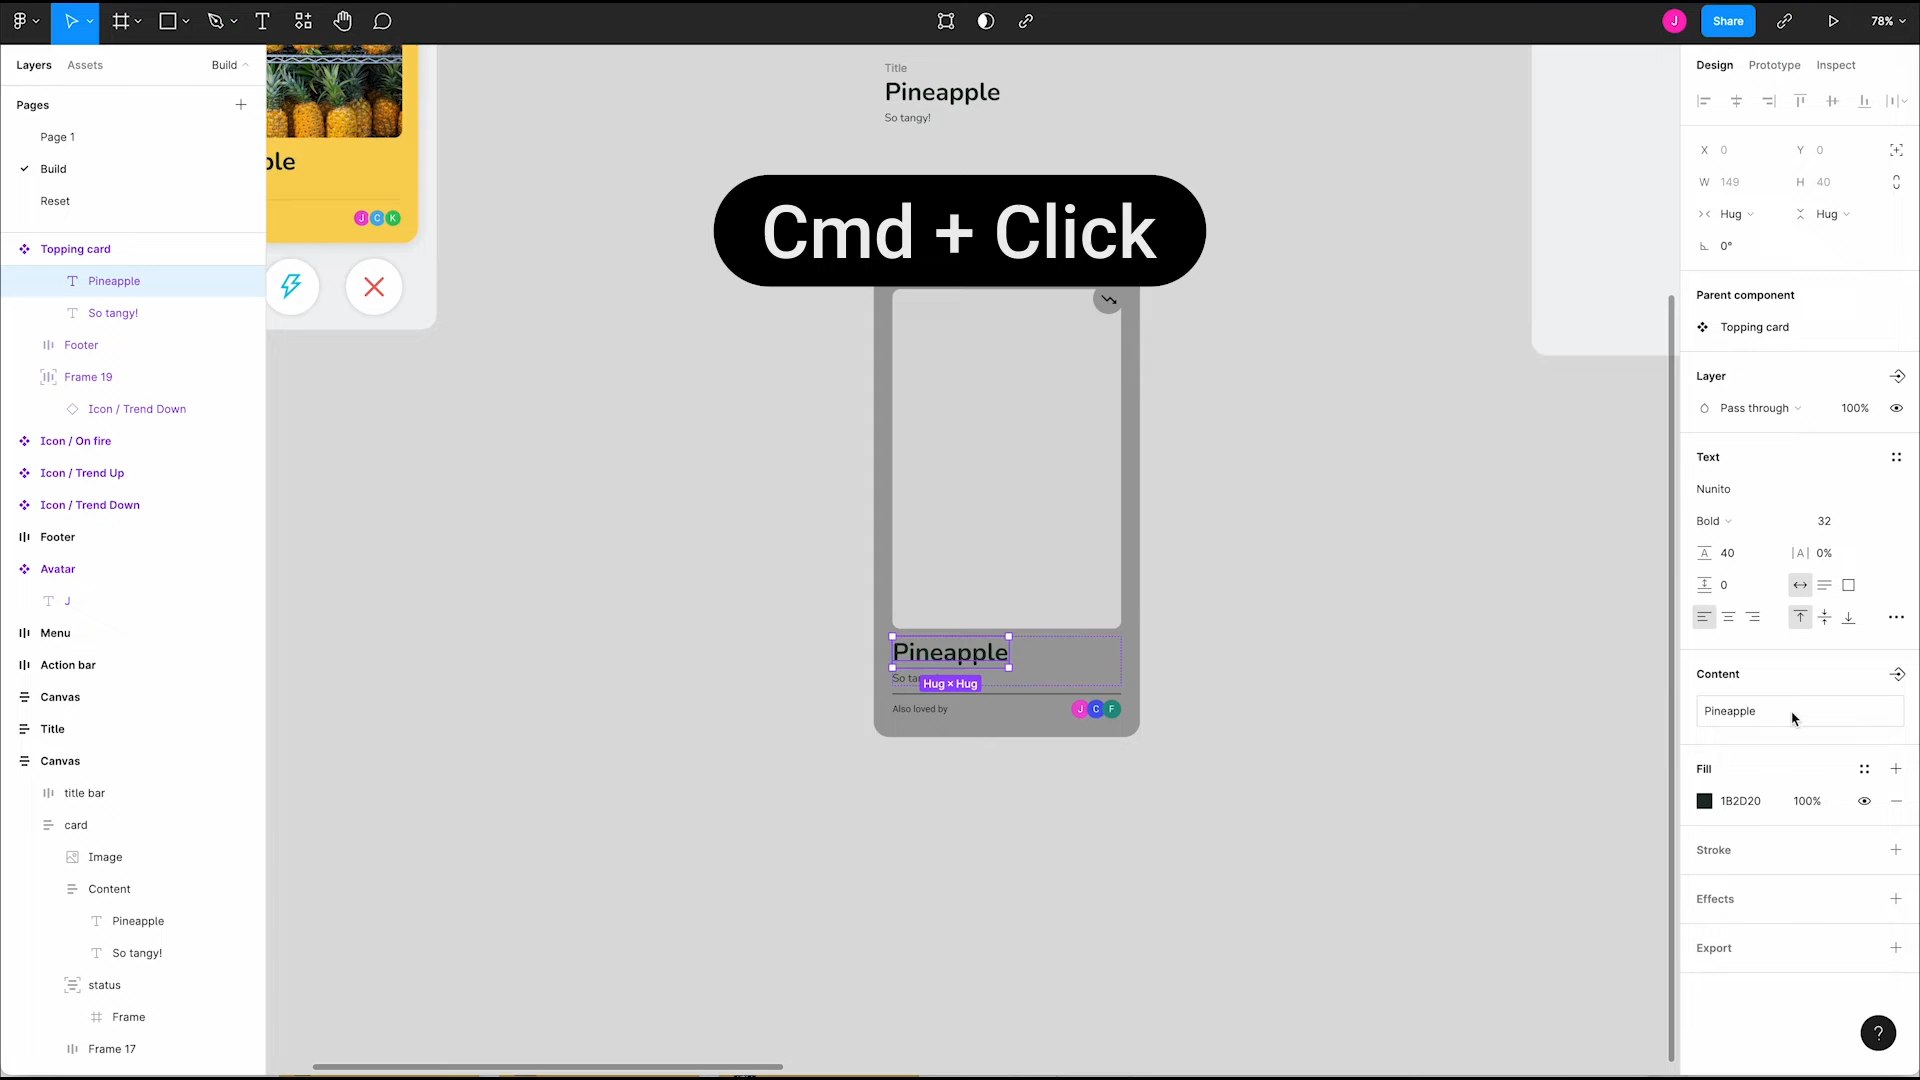 J
Share
78%
Layers
Assets
Build
Pages
Page 1
Build
Reset
Topping card
Pineapple
So tangy!
Footer
Frame 19
Icon / Trend Down
Icon / On fire
Icon / Trend Up
Icon / Trend Down
Footer
Avatar
J
Menu
Action bar
Canvas
Title
Canvas
title bar
card
Image
Content
Pineapple
So tangy!
status
Frame
Frame 17
ple
J C K
Title
Pineapple
So tangy!
Cmd + Click
Pineapple
So ta
Hug × Hug
Also loved by
J C F
Design
Prototype
Inspect
X 0
Y 0
W 149
H 40
Hug
Hug
0°
Parent component
Topping card
Layer
Pass through
100%
Text
Nunito
Bold
32
A 40
|A| 0%
0
Content
Pineapple
Fill
1B2D20
100%
Stroke
Effects
Export
?